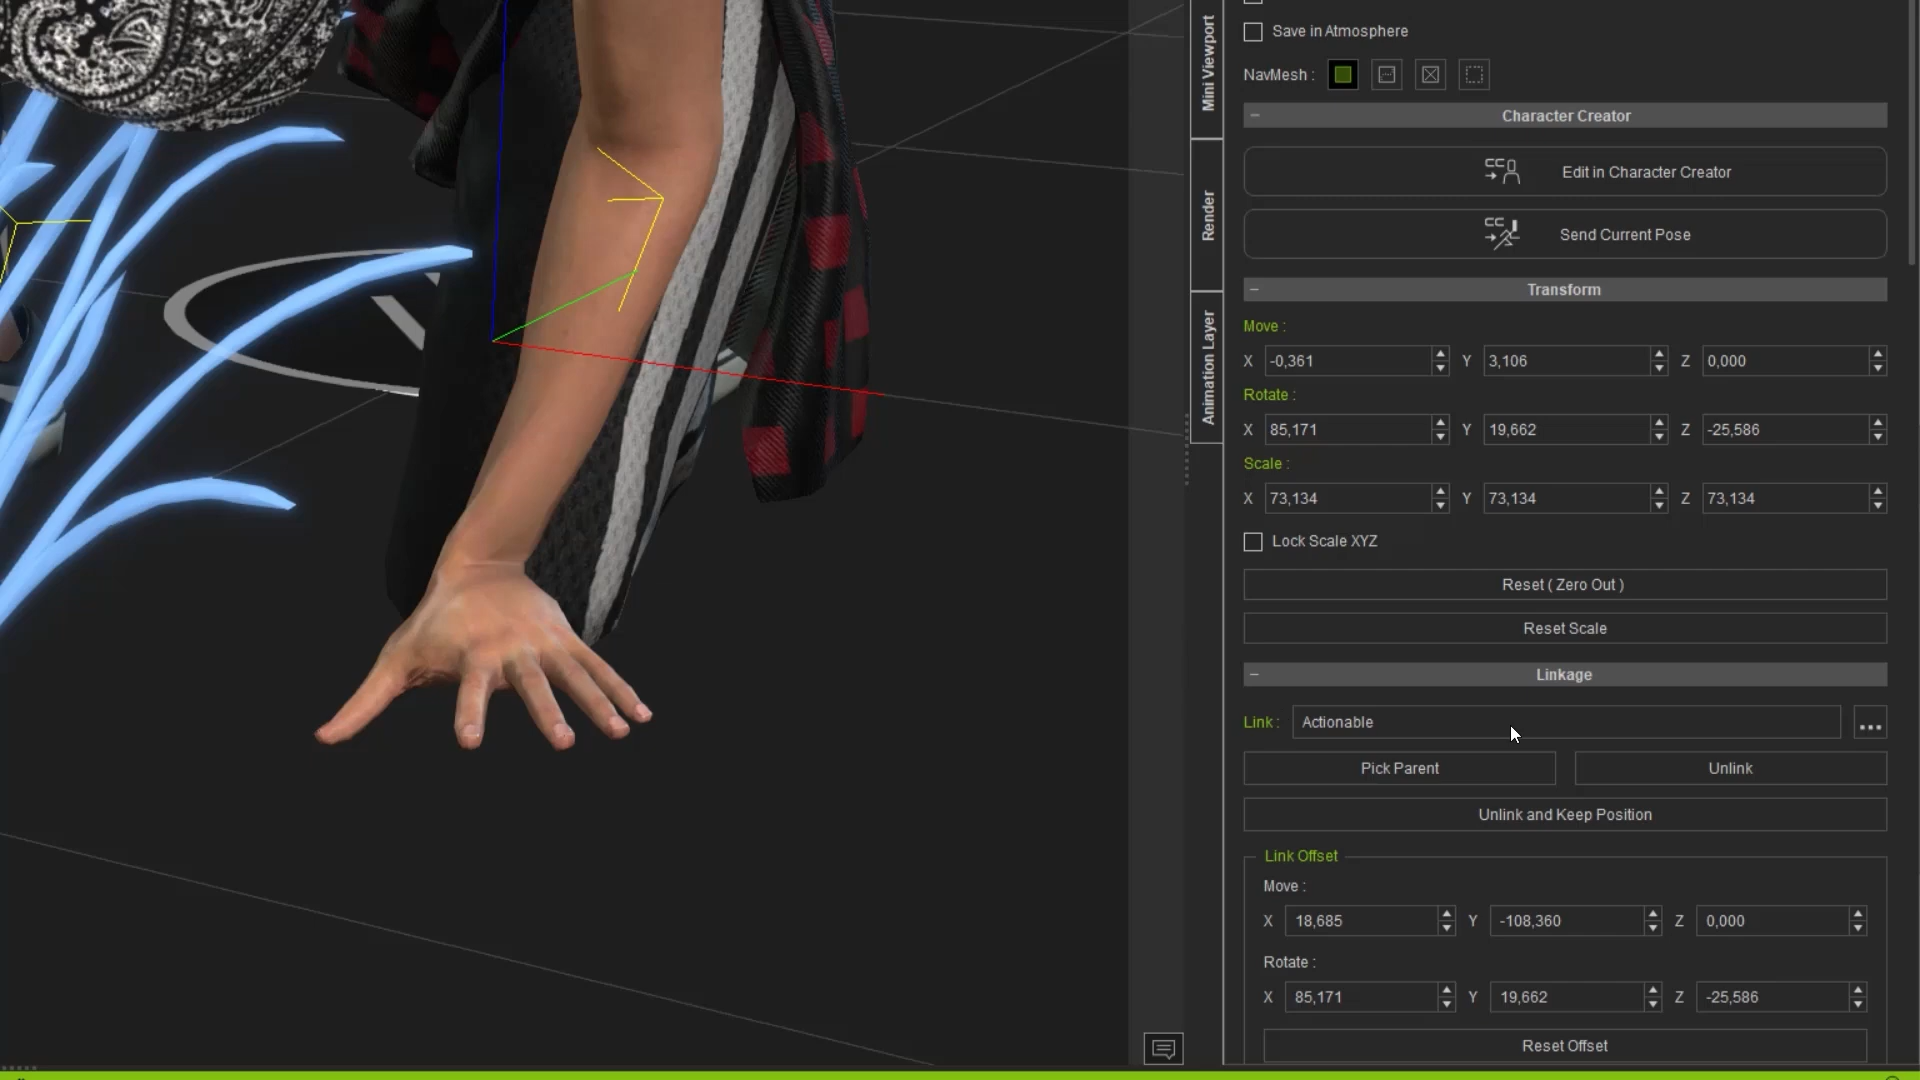 Mini Viewport
Render
Animation Layer
Save in Atmosphere
NavMesh :
Character Creator
Edit in Character Creator
Send Current Pose
Transform
Move :
X -0,361 Y 3,106 Z 0,000
Rotate :
X 85,171 Y 19,662 Z -25,586
Scale :
X 73,134 Y 73,134 Z 73,134
Lock Scale XYZ
Reset ( Zero Out )
Reset Scale
Linkage
Link : Actionable ...
Pick Parent Unlink
Unlink and Keep Position
Link Offset
Move :
X 18,685 Y -108,360 Z 0,000
Rotate :
X 85,171 Y 19,662 Z -25,586
Reset Offset